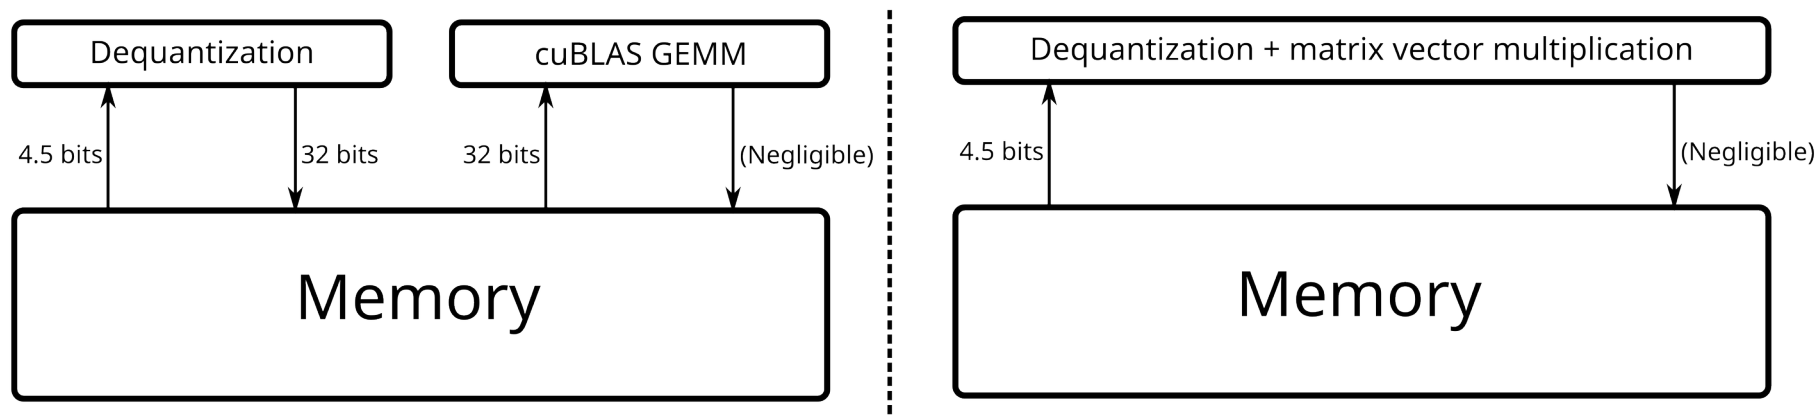 Dequantization
cuBLAS GEMM
4.5 bits
32 bits
32 bits
(Negligible)
Memory
Dequantization + matrix vector multiplication
4.5 bits
(Negligible)
Memory